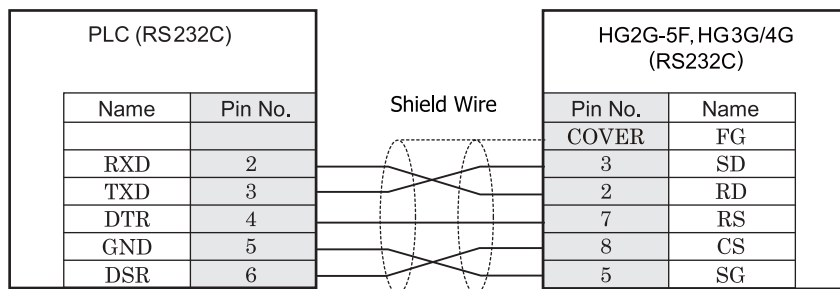 PLC (RS232C)
HG2G-5F, HG3G/4G
(RS232C)
Name Pin No. Shield Wire Pin No. Name
COVER FG
RXD 2 3 SD
TXD 3 2 RD
DTR 4 7 RS
GND 5 8 CS
DSR 6 5 SG